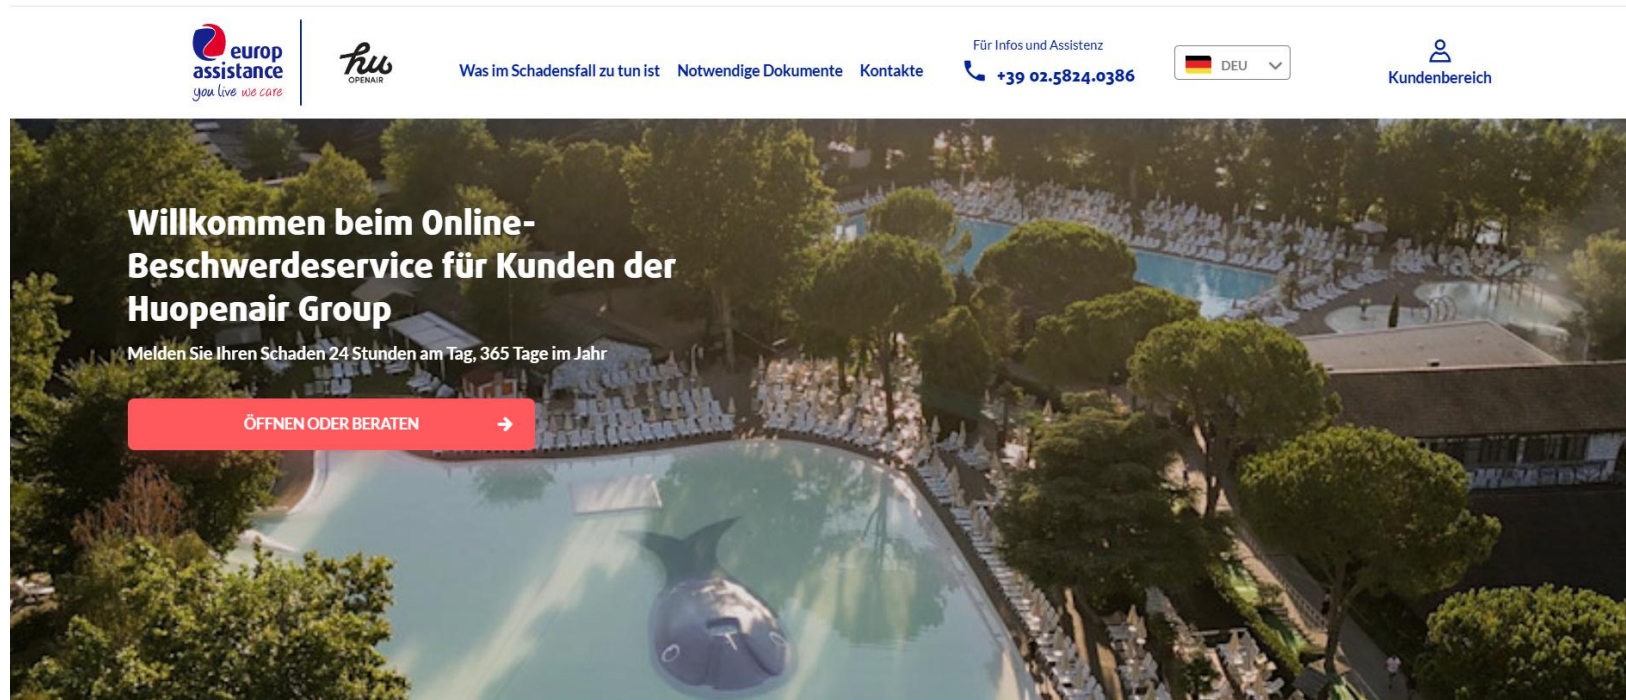 europ
assistance
you live we care
hu
OPENAIR
Was im Schadensfall zu tun ist
Notwendige Dokumente
Kontakte
Für Infos und Assistenz
+39 02.5824.0386
DEU
Kundenbereich
Willkommen beim Online-
Beschwerdeservice für Kunden der
Huopenair Group
Melden Sie Ihren Schaden 24 Stunden am Tag, 365 Tage im Jahr
ÖFFNEN ODER BERATEN